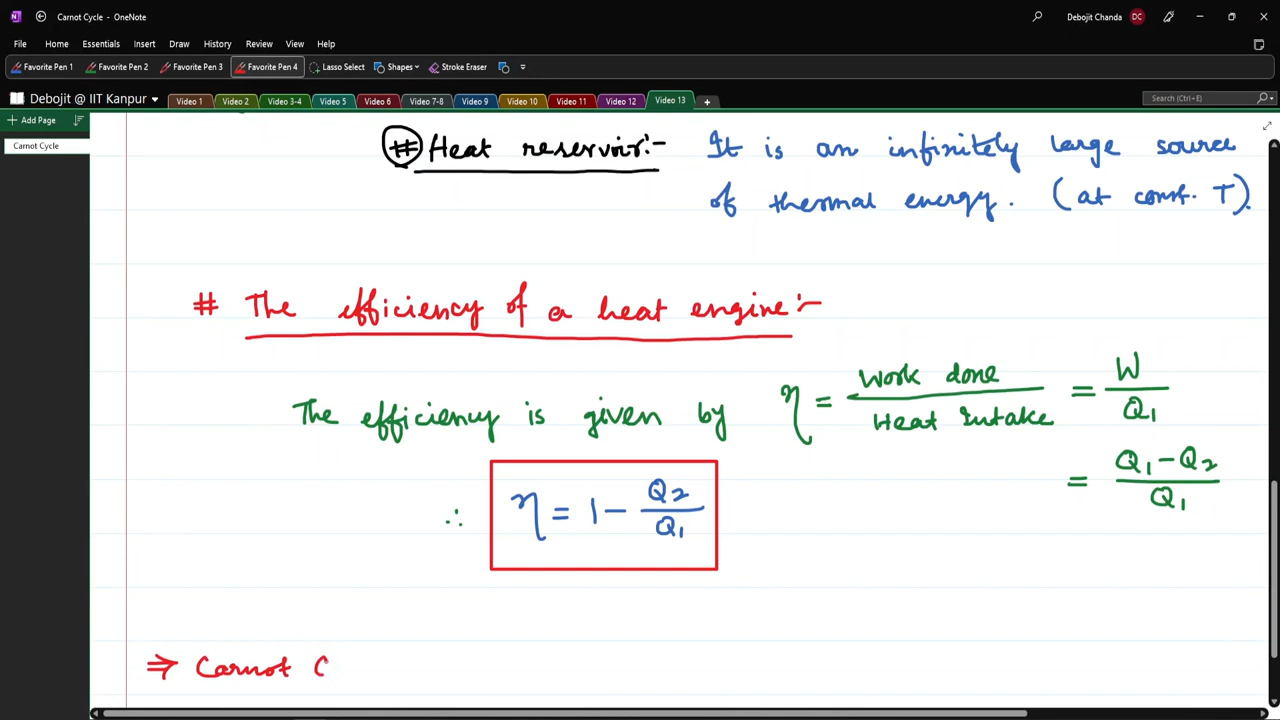 Carnot Cycle - OneNote
Debojit Chanda DC
File Home Essentials Insert Draw History Review View Help
Favorite Pen 1 Favorite Pen 2 Favorite Pen 3 Favorite Pen 4 Lasso Select Shapes Stroke Eraser
Debojit @ IIT Kanpur
Video 1 Video 2 Video 3-4 Video 5 Video 6 Video 7-8 Video 9 Video 10 Video 11 Video 12 Video 13 +
Search (Ctrl+E)
Add Page
Carnot Cycle
# Heat reservoir:- It is an infinitely large source
of thermal energy. (at const. T).
# The efficiency of a heat engine:-
The efficiency is given by η = Work done / Heat Intake = W / Q₁
= Q₁ - Q₂ / Q₁
∴ η = 1 - Q₂ / Q₁
⇒ Carnot C